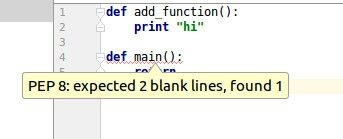 1 def add_function():
2 print "hi"
3
4 def main():
PEP 8: expected 2 blank lines, found 1